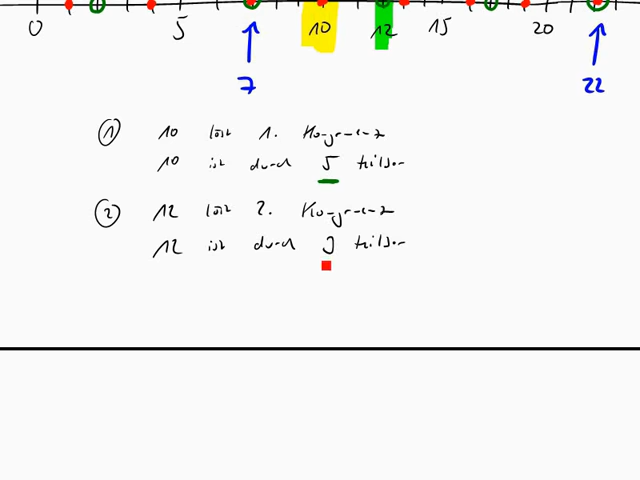 0 5 10 12 15 20
7 22
① 10 löst 1. Kongruenz
10 ist durch 5 teilbar
② 12 löst 2. Kongruenz
12 ist durch 3 teilbar